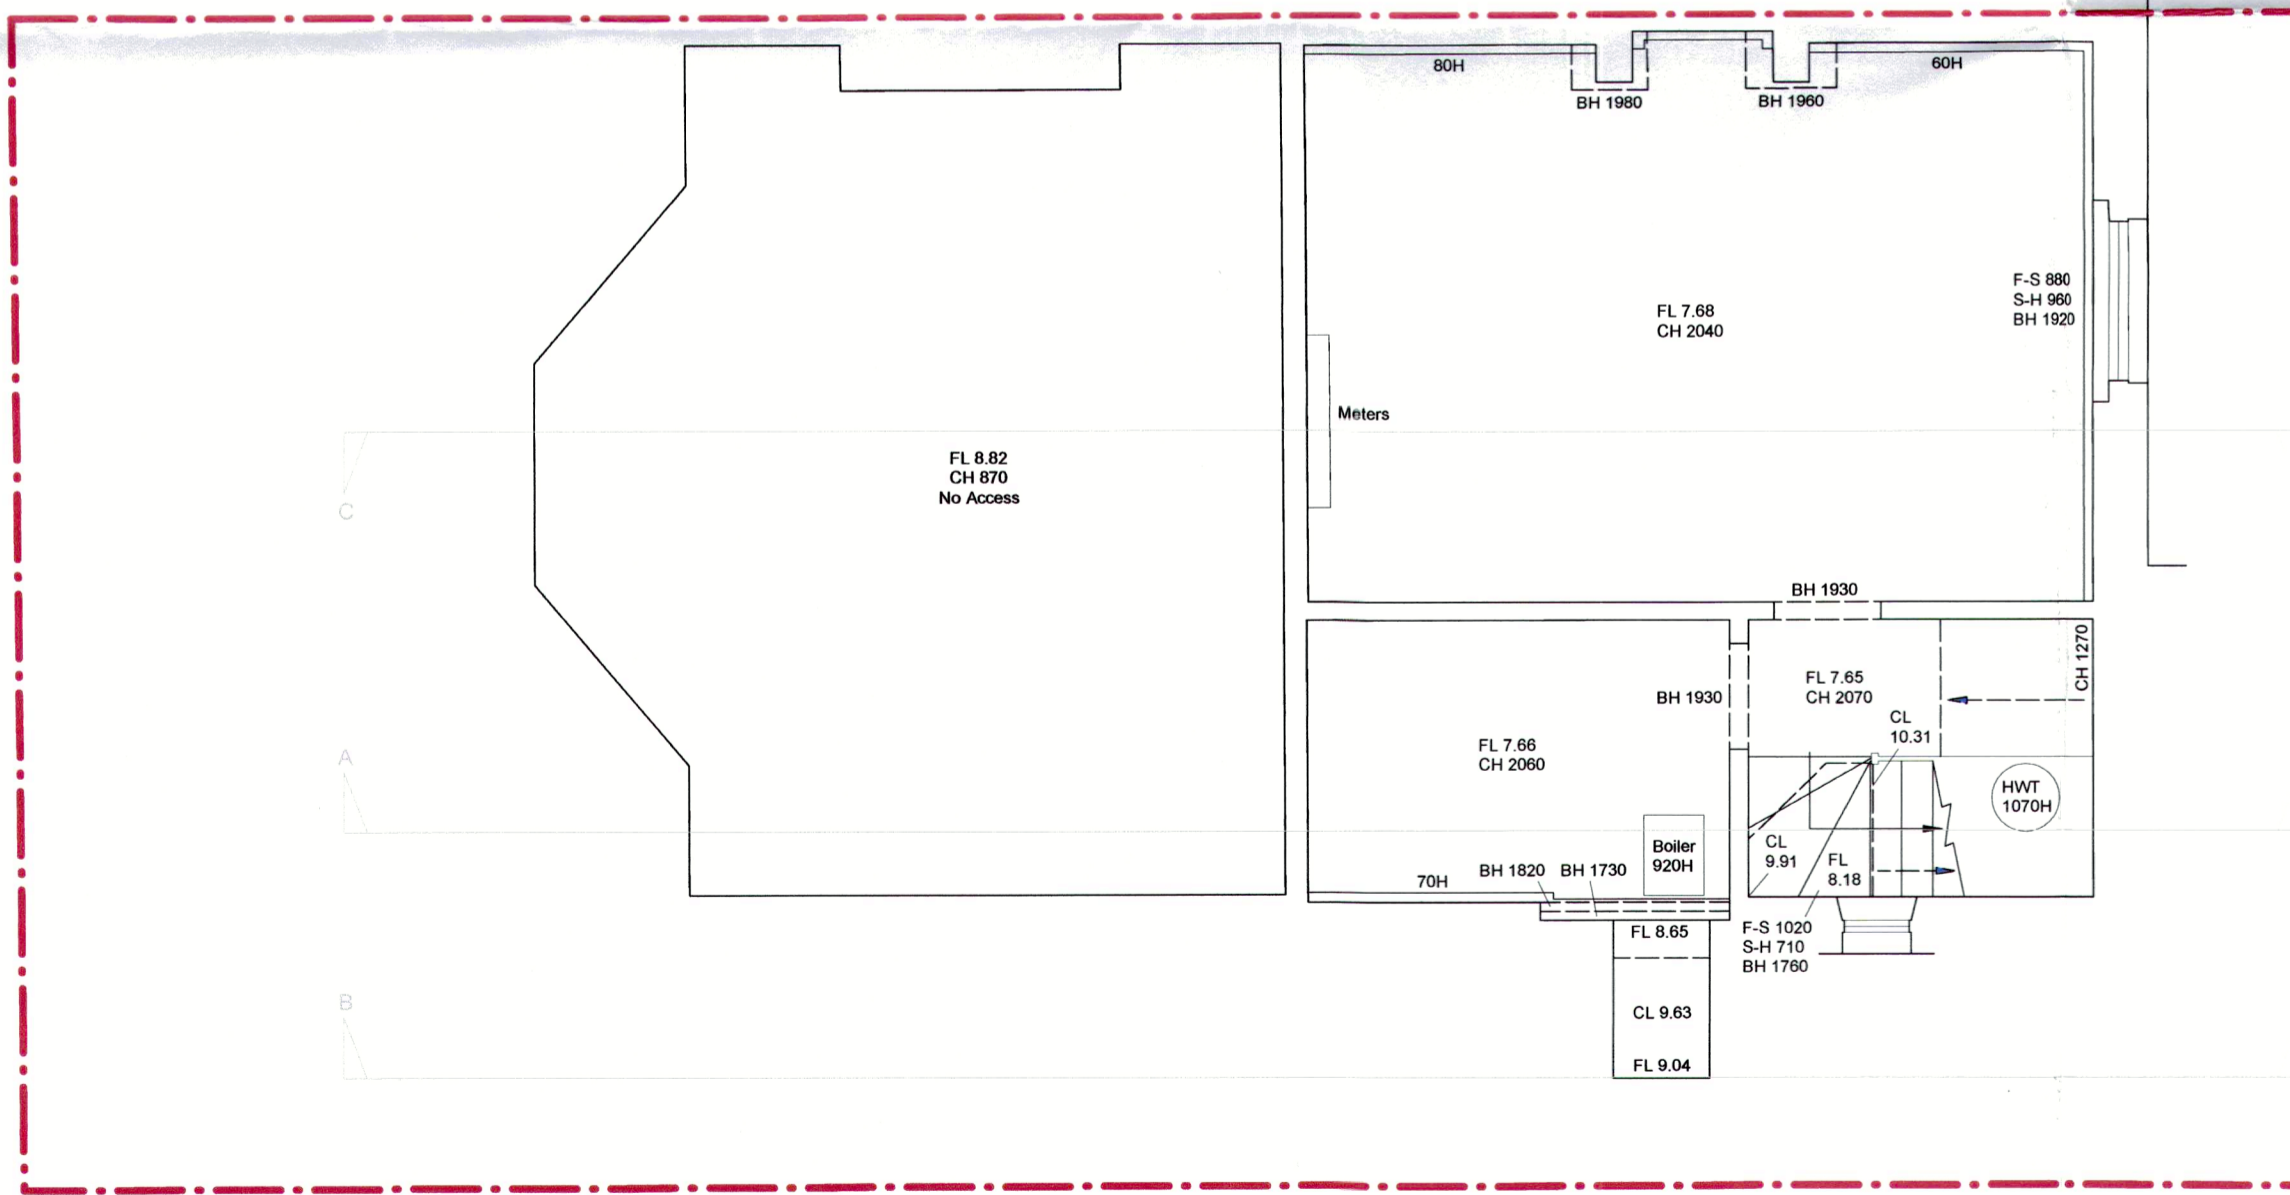 80H
60H
BH 1980
BH 1960
F-S 880
S-H 960
BH 1920
FL 7.68
CH 2040
Meters
FL 8.82
CH 870
No Access
C
BH 1930
CH 1270
FL 7.65
CH 2070
BH 1930
CL
10.31
FL 7.66
CH 2060
A
HWT
1070H
CL
9.91
FL
8.18
Boiler
920H
BH 1820
BH 1730
70H
FL 8.65
F-S 1020
S-H 710
BH 1760
B
CL 9.63
FL 9.04